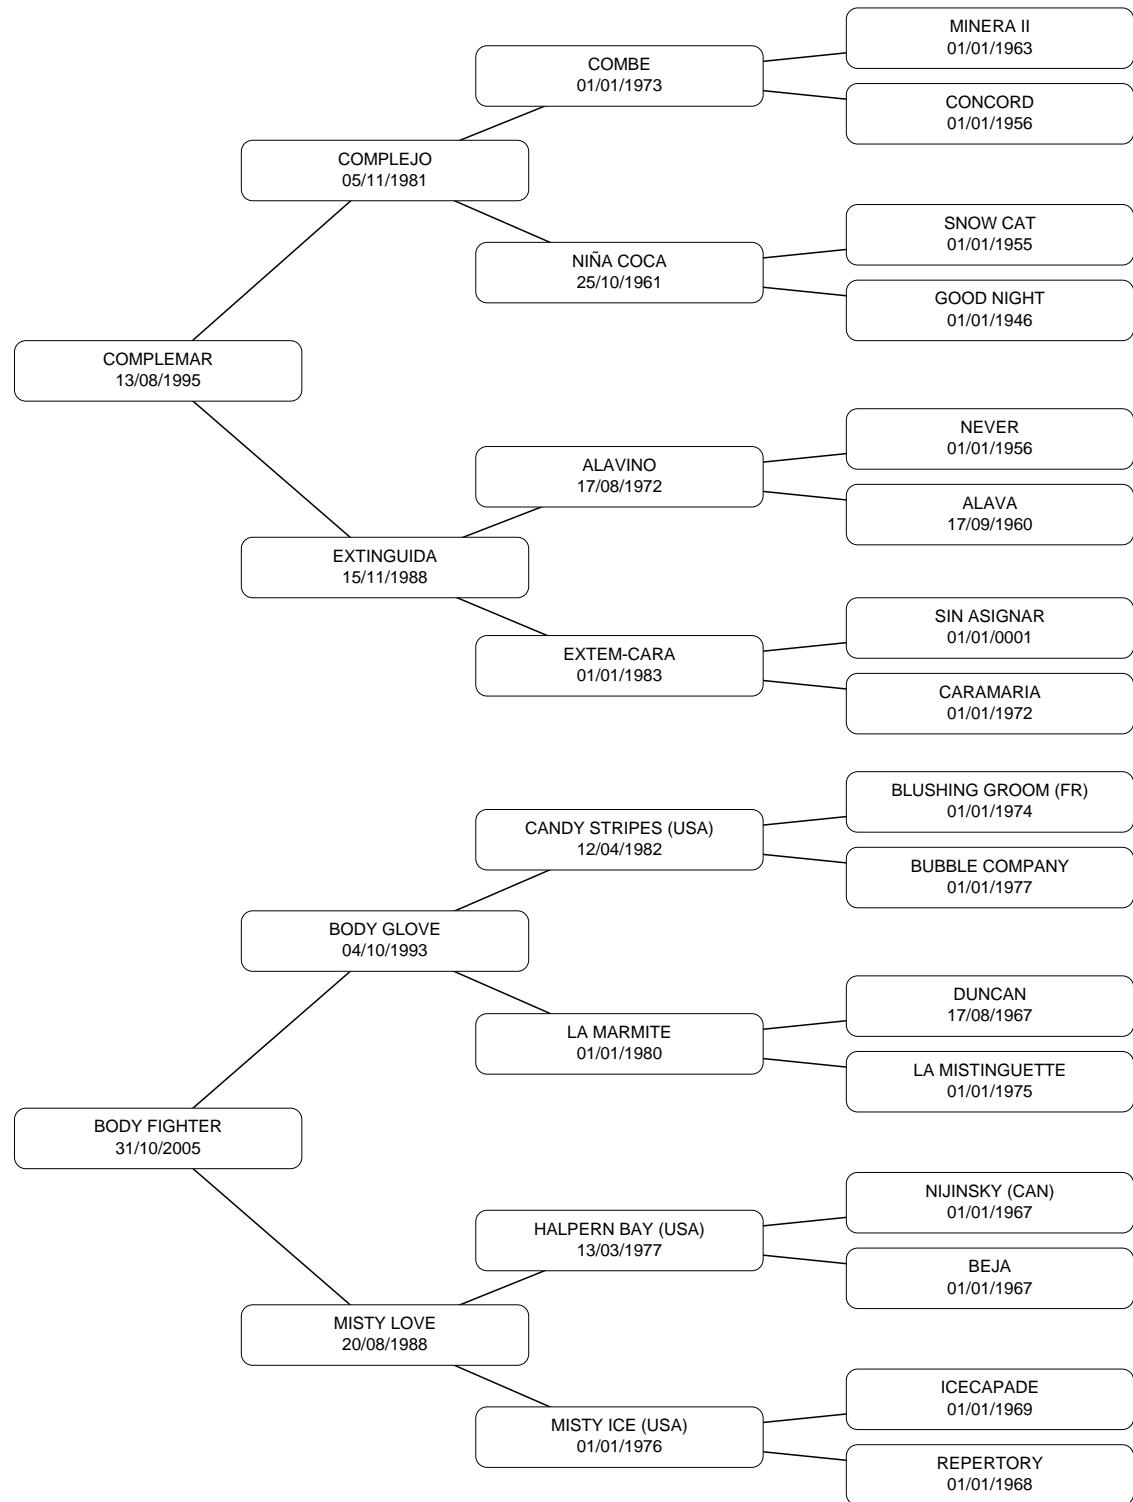 MINERA II
01/01/1963
COMBE
01/01/1973
CONCORD
01/01/1956
COMPLEJO
05/11/1981
SNOW CAT
01/01/1955
NIÑA COCA
25/10/1961
GOOD NIGHT
01/01/1946
COMPLEMAR
13/08/1995
NEVER
01/01/1956
ALAVINO
17/08/1972
ALAVA
17/09/1960
EXTINGUIDA
15/11/1988
SIN ASIGNAR
01/01/0001
EXTEM-CARA
01/01/1983
CARAMARIA
01/01/1972
BLUSHING GROOM (FR)
01/01/1974
CANDY STRIPES (USA)
12/04/1982
BUBBLE COMPANY
01/01/1977
BODY GLOVE
04/10/1993
DUNCAN
17/08/1967
LA MARMITE
01/01/1980
LA MISTINGUETTE
01/01/1975
BODY FIGHTER
31/10/2005
NIJINSKY (CAN)
01/01/1967
HALPERN BAY (USA)
13/03/1977
BEJA
01/01/1967
MISTY LOVE
20/08/1988
ICECAPADE
01/01/1969
MISTY ICE (USA)
01/01/1976
REPERTORY
01/01/1968